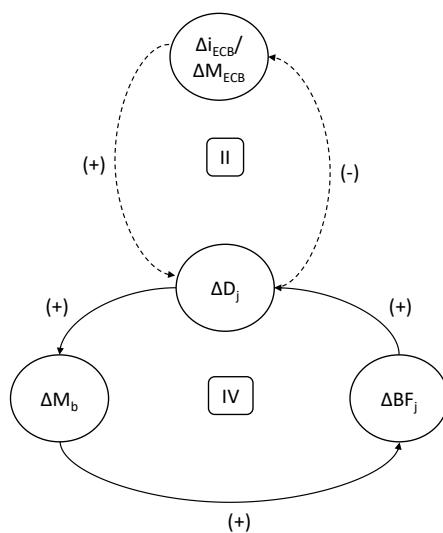 Δi_ECB/
ΔM_ECB
(+)
II
(-)
ΔD_j
(+)
(+)
ΔM_b
IV
ΔBF_j
(+)